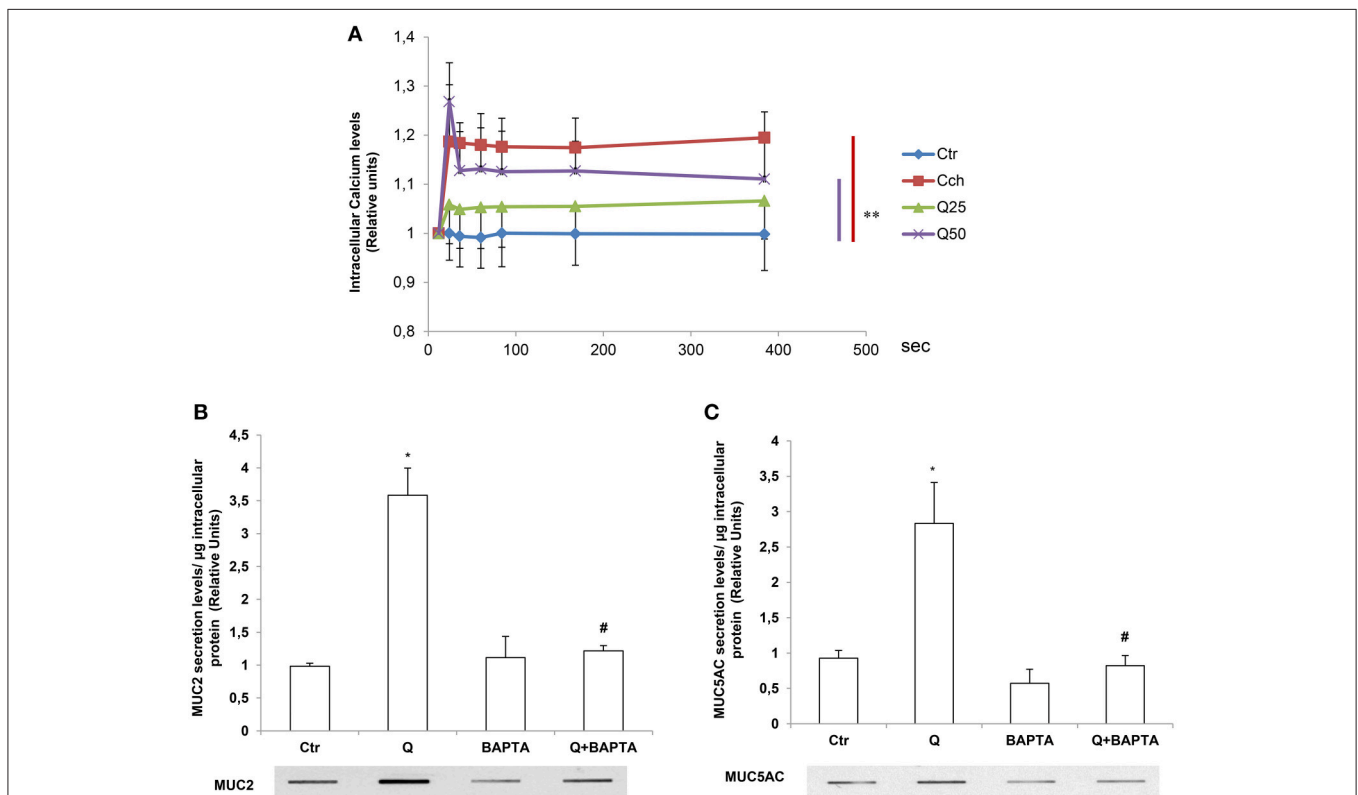 A
Intracellular Calcium levels
(Relative units)
1,4
1,3
1,2
1,1
1
0,9
0,8
0
100
200
300
400
500
sec
**
Ctr
Cch
Q25
Q50
B
MUC2 secretion levels/ µg intracellular
protein (Relative Units)
4,5
4
3,5
3
2,5
2
1,5
1
0,5
0
*
#
Ctr
Q
BAPTA
Q+BAPTA
MUC2
C
MUC5AC secretion levels/ µg intracellular
protein (Relative Units)
4
3,5
3
2,5
2
1,5
1
0,5
0
*
#
Ctr
Q
BAPTA
Q+BAPTA
MUC5AC